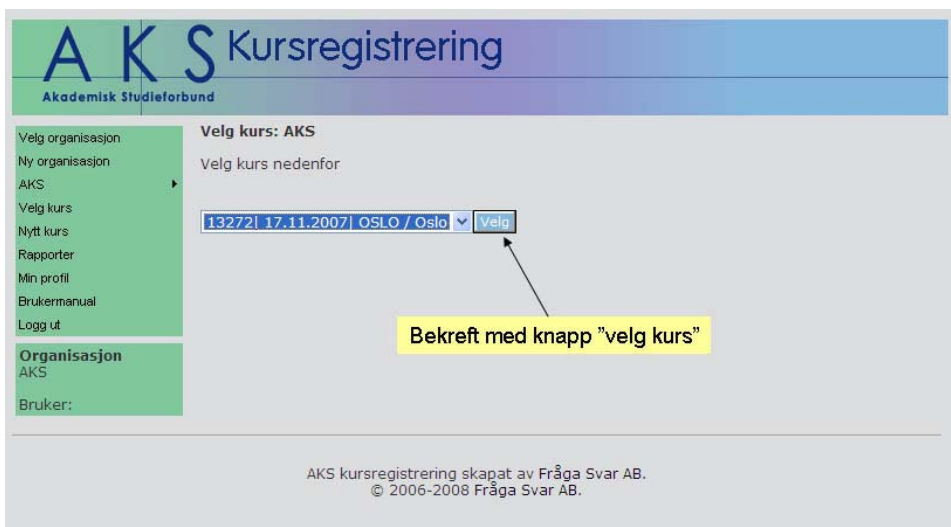 AKS Kursregistrering
Akademisk Studieforbund
Velg organisasjon
Ny organisasjon
AKS
Velg kurs
Nytt kurs
Rapporter
Min profil
Brukermanual
Logg ut
Organisasjon
AKS
Bruker:
Velg kurs: AKS
Velg kurs nedenfor
13272| 17.11.2007| OSLO / Oslo Velg
Bekreft med knapp ”velg kurs”
AKS kursregistrering skapat av Fråga Svar AB.
© 2006-2008 Fråga Svar AB.